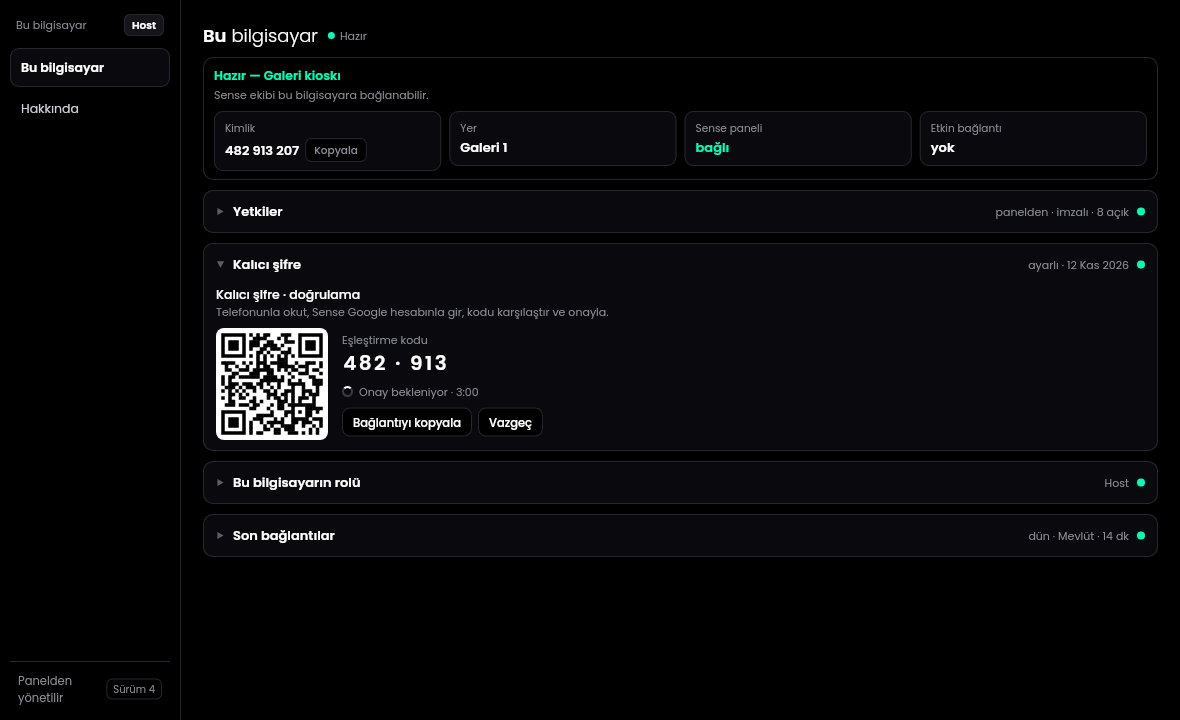 Bu bilgisayar
Host
Bu bilgisayar
Hakkında
Panelden
yönetilir
Sürüm 4
Bu bilgisayar
Hazır
Hazır — Galeri kioskı
Sense ekibi bu bilgisayara bağlanabilir.
Kimlik
482 913 207
Kopyala
Yer
Galeri 1
Sense paneli
bağlı
Etkin bağlantı
yok
Yetkiler
panelden · imzalı · 8 açık
Kalıcı şifre
ayarlı · 12 Kas 2026
Kalıcı şifre · doğrulama
Telefonunla okut, Sense Google hesabınla gir, kodu karşılaştır ve onayla.
Eşleştirme kodu
482 · 913
Onay bekleniyor · 3:00
Bağlantıyı kopyala
Vazgeç
Bu bilgisayarın rolü
Host
Son bağlantılar
dün · Mevlüt · 14 dk